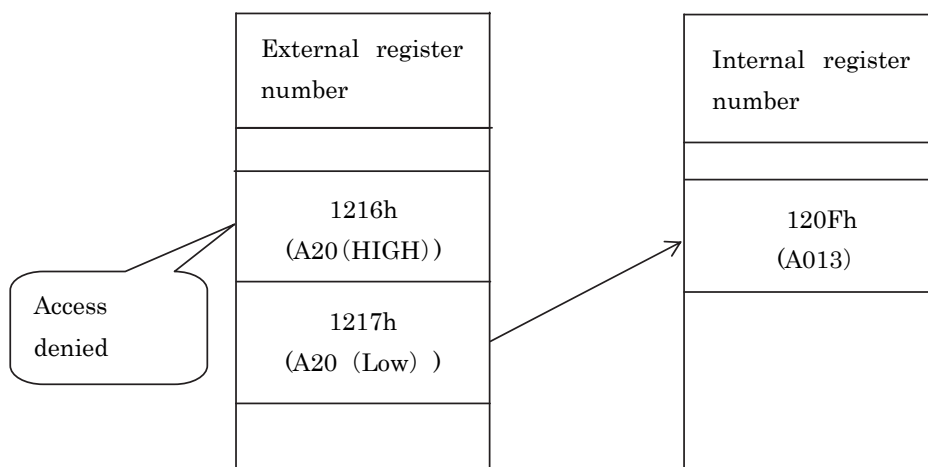 External register
number
Internal register
number
1216h
(A20(HIGH))
120Fh
(A013)
Access
denied
1217h
(A20 (Low) )